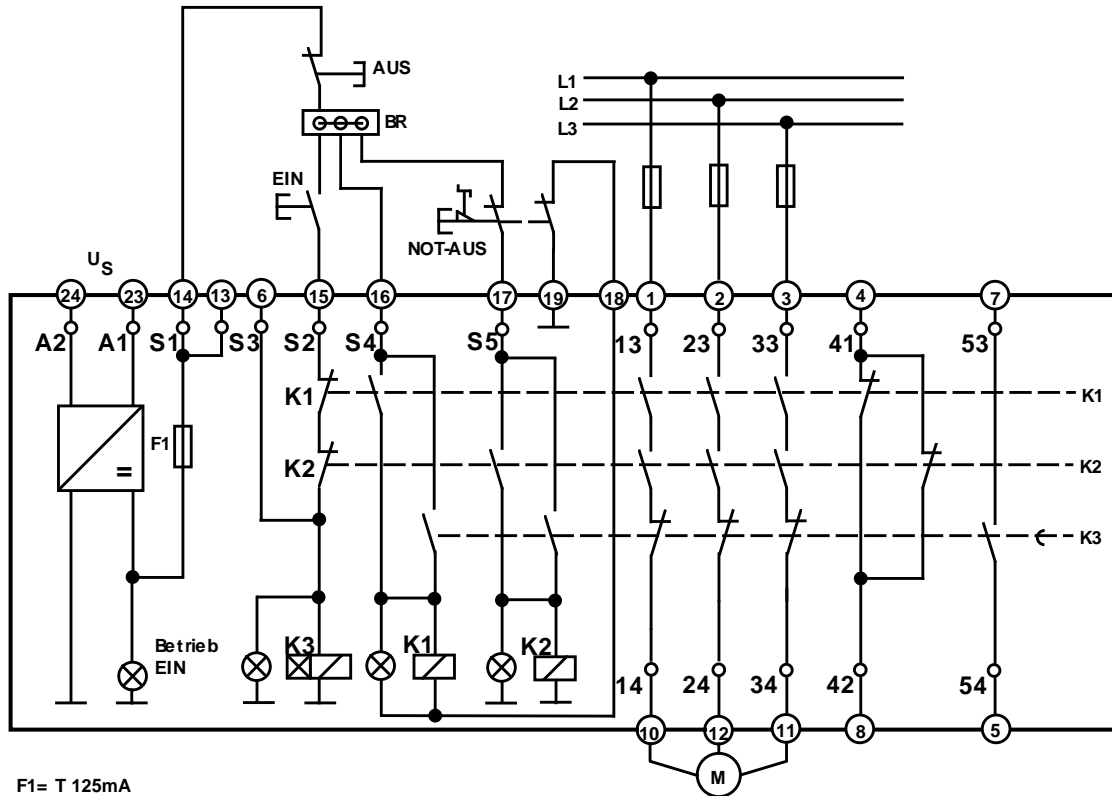 AUS
L1
L2
L3
BR
EIN
NOT-AUS
US
24 23 14 13 6 15 16 17 19 18 1 2 3 4 7
A2 A1 S1 S3 S2 S4 S5 13 23 33 41 53
K1 K1
F1 = K2 K2
K3
Betrieb
EIN
K3 K1 K2
14 24 34 42 54
10 12 11 8 5
M
F1= T 125mA